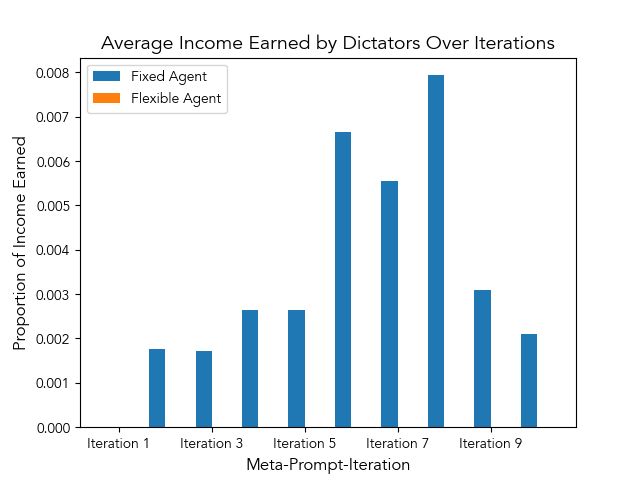 Average Income Earned by Dictators Over Iterations
Fixed Agent
Flexible Agent
Proportion of Income Earned
0.008
0.007
0.006
0.005
0.004
0.003
0.002
0.001
0.000
Iteration 1 Iteration 3 Iteration 5 Iteration 7 Iteration 9
Meta-Prompt-Iteration